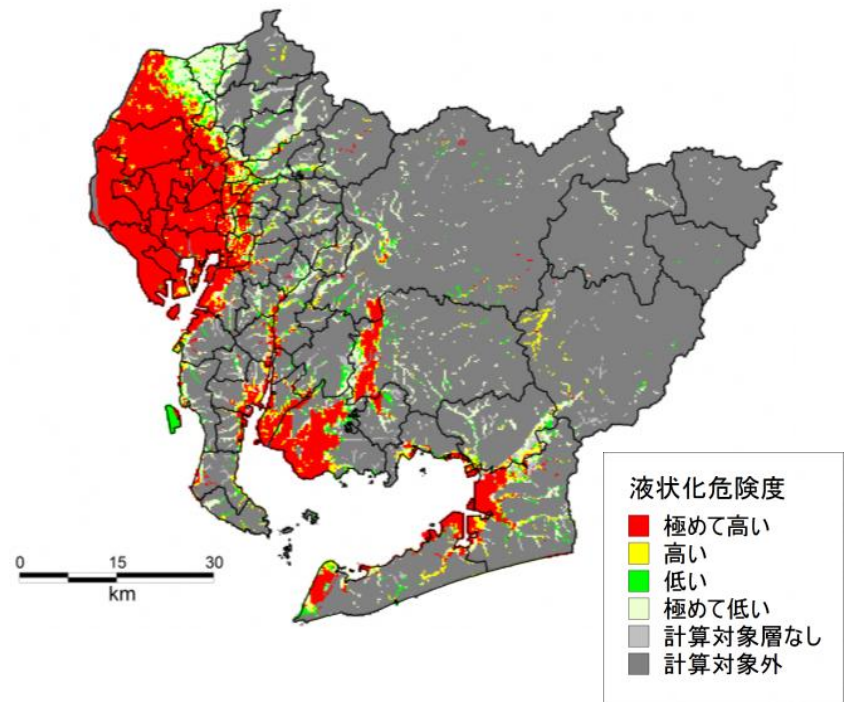 0 15 30
km
液状化危険度
極めて高い
高い
低い
極めて低い
計算対象層なし
計算対象外